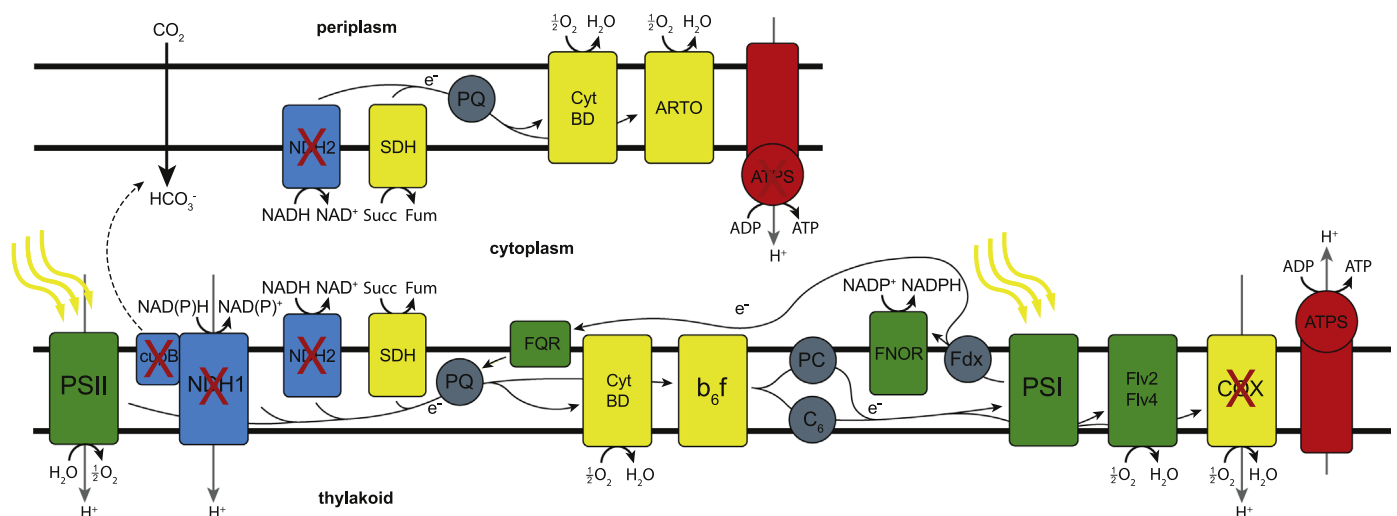 periplasm
CO₂
½O₂ H₂O
½O₂ H₂O
e⁻
PQ
Cyt
BD
ARTO
NDH2
SDH
ATPS
HCO₃⁻
NADH NAD⁺ Succ Fum
ADP ATP
H⁺
cytoplasm
H⁺
NADH NAD⁺ Succ Fum
NADP⁺ NADPH
ADP ATP
NAD(P)H NAD(P)⁺
e⁻
ATPS
FQR
cupB
NDH2
SDH
PC
FNOR
Fdx
PSII
NDH1
PQ
Cyt
BD
b₆f
PSI
Flv2
Flv4
COX
e⁻
e⁻
C₆
H₂O ½O₂
½O₂ H₂O
½O₂ H₂O
½O₂ H₂O
thylakoid
H⁺
H⁺
H⁺